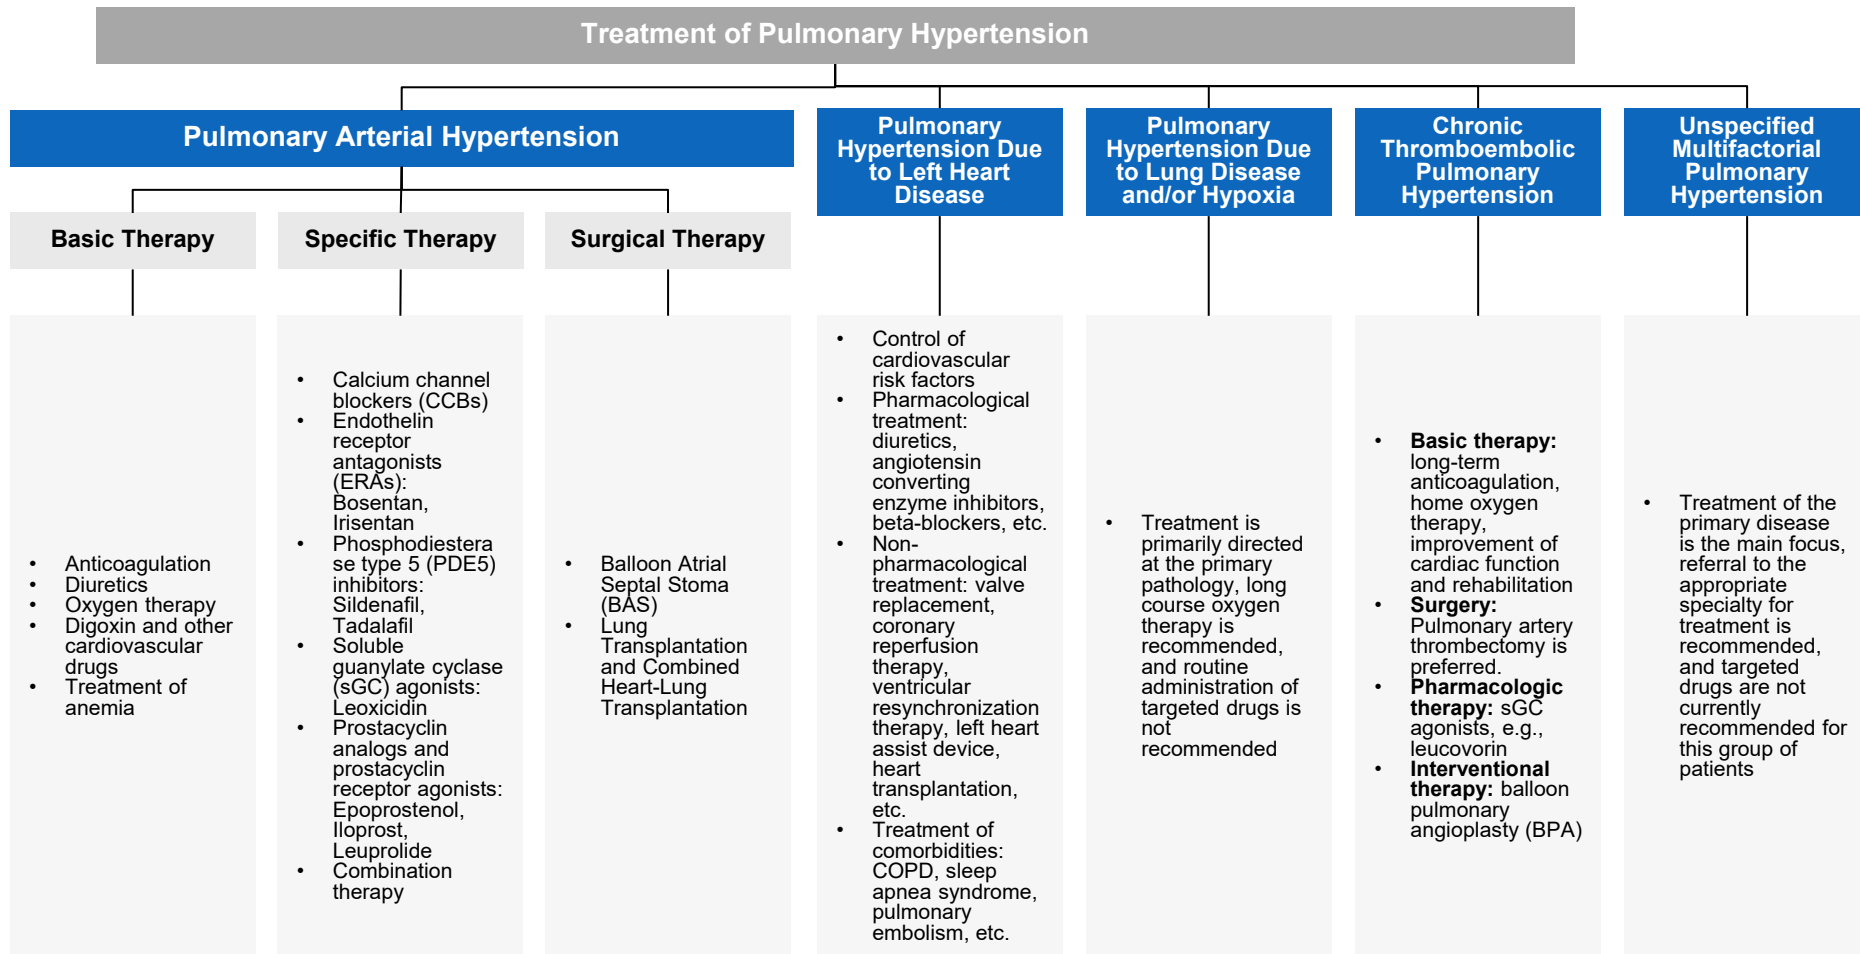 Treatment of Pulmonary Hypertension
Pulmonary Arterial Hypertension
Basic Therapy
• Anticoagulation
• Diuretics
• Oxygen therapy
• Digoxin and other
cardiovascular
drugs
• Treatment of
anemia
Specific Therapy
• Calcium channel
blockers (CCBs)
• Endothelin
receptor
antagonists
(ERAs):
Bosentan,
Irisentan
• Phosphodiestera
se type 5 (PDE5)
inhibitors:
Sildenafil,
Tadalafil
• Soluble
guanylate cyclase
(sGC) agonists:
Leoxicidin
• Prostacyclin
analogs and
prostacyclin
receptor agonists:
Epoprostenol,
Iloprost,
Leuprolide
• Combination
therapy
Surgical Therapy
• Balloon Atrial
Septal Stoma
(BAS)
• Lung
Transplantation
and Combined
Heart-Lung
Transplantation
Pulmonary
Hypertension Due
to Left Heart
Disease
• Control of
cardiovascular
risk factors
• Pharmacological
treatment:
diuretics,
angiotensin
converting
enzyme inhibitors,
beta-blockers, etc.
• Non-
pharmacological
treatment: valve
replacement,
coronary
reperfusion
therapy,
ventricular
resynchronization
therapy, left heart
assist device,
heart
transplantation,
etc.
• Treatment of
comorbidities:
COPD, sleep
apnea syndrome,
pulmonary
embolism, etc.
Pulmonary
Hypertension Due
to Lung Disease
and/or Hypoxia
• Treatment is
primarily directed
at the primary
pathology, long
course oxygen
therapy is
recommended,
and routine
administration of
targeted drugs is
not
recommended
Chronic
Thromboembolic
Pulmonary
Hypertension
• Basic therapy:
long-term
anticoagulation,
home oxygen
therapy,
improvement of
cardiac function
and rehabilitation
• Surgery:
Pulmonary artery
thrombectomy is
preferred.
• Pharmacologic
therapy: sGC
agonists, e.g.,
leucovorin
• Interventional
therapy: balloon
pulmonary
angioplasty (BPA)
Unspecified
Multifactorial
Pulmonary
Hypertension
• Treatment of the
primary disease
is the main focus,
referral to the
appropriate
specialty for
treatment is
recommended,
and targeted
drugs are not
currently
recommended for
this group of
patients